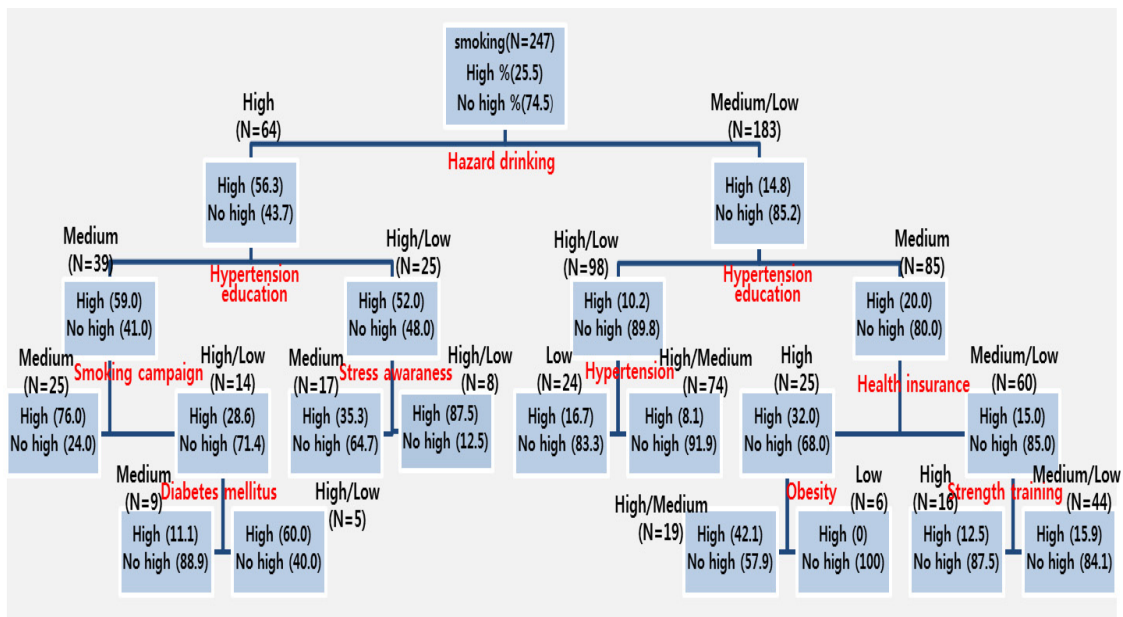 smoking(N=247)
High %(25.5)
No high %(74.5)
High
(N=64)
Medium/Low
(N=183)
Hazard drinking
High (56.3)
No high (43.7)
High (14.8)
No high (85.2)
Medium
(N=39)
High/Low
(N=25)
High/Low
(N=98)
Medium
(N=85)
Hypertension
education
Hypertension
education
High (59.0)
No high (41.0)
High (52.0)
No high (48.0)
High (10.2)
No high (89.8)
High (20.0)
No high (80.0)
Medium
(N=25)
Smoking campaign
High/Low
(N=14)
Medium
(N=17)
Stress awareness
High/Low
(N=8)
Low
(N=24)
Hypertension
High/Medium
(N=74)
High
(N=25)
Health insurance
Medium/Low
(N=60)
High (76.0)
No high (24.0)
High (28.6)
No high (71.4)
High (35.3)
No high (64.7)
High (87.5)
No high (12.5)
High (16.7)
No high (83.3)
High (8.1)
No high (91.9)
High (32.0)
No high (68.0)
High (15.0)
No high (85.0)
Medium
(N=9)
Diabetes mellitus
High/Low
(N=5)
High/Medium
(N=19)
Obesity
Low
(N=6)
High
(N=16)
Strength training
Medium/Low
(N=44)
High (11.1)
No high (88.9)
High (60.0)
No high (40.0)
High (42.1)
No high (57.9)
High (0)
No high (100)
High (12.5)
No high (87.5)
High (15.9)
No high (84.1)